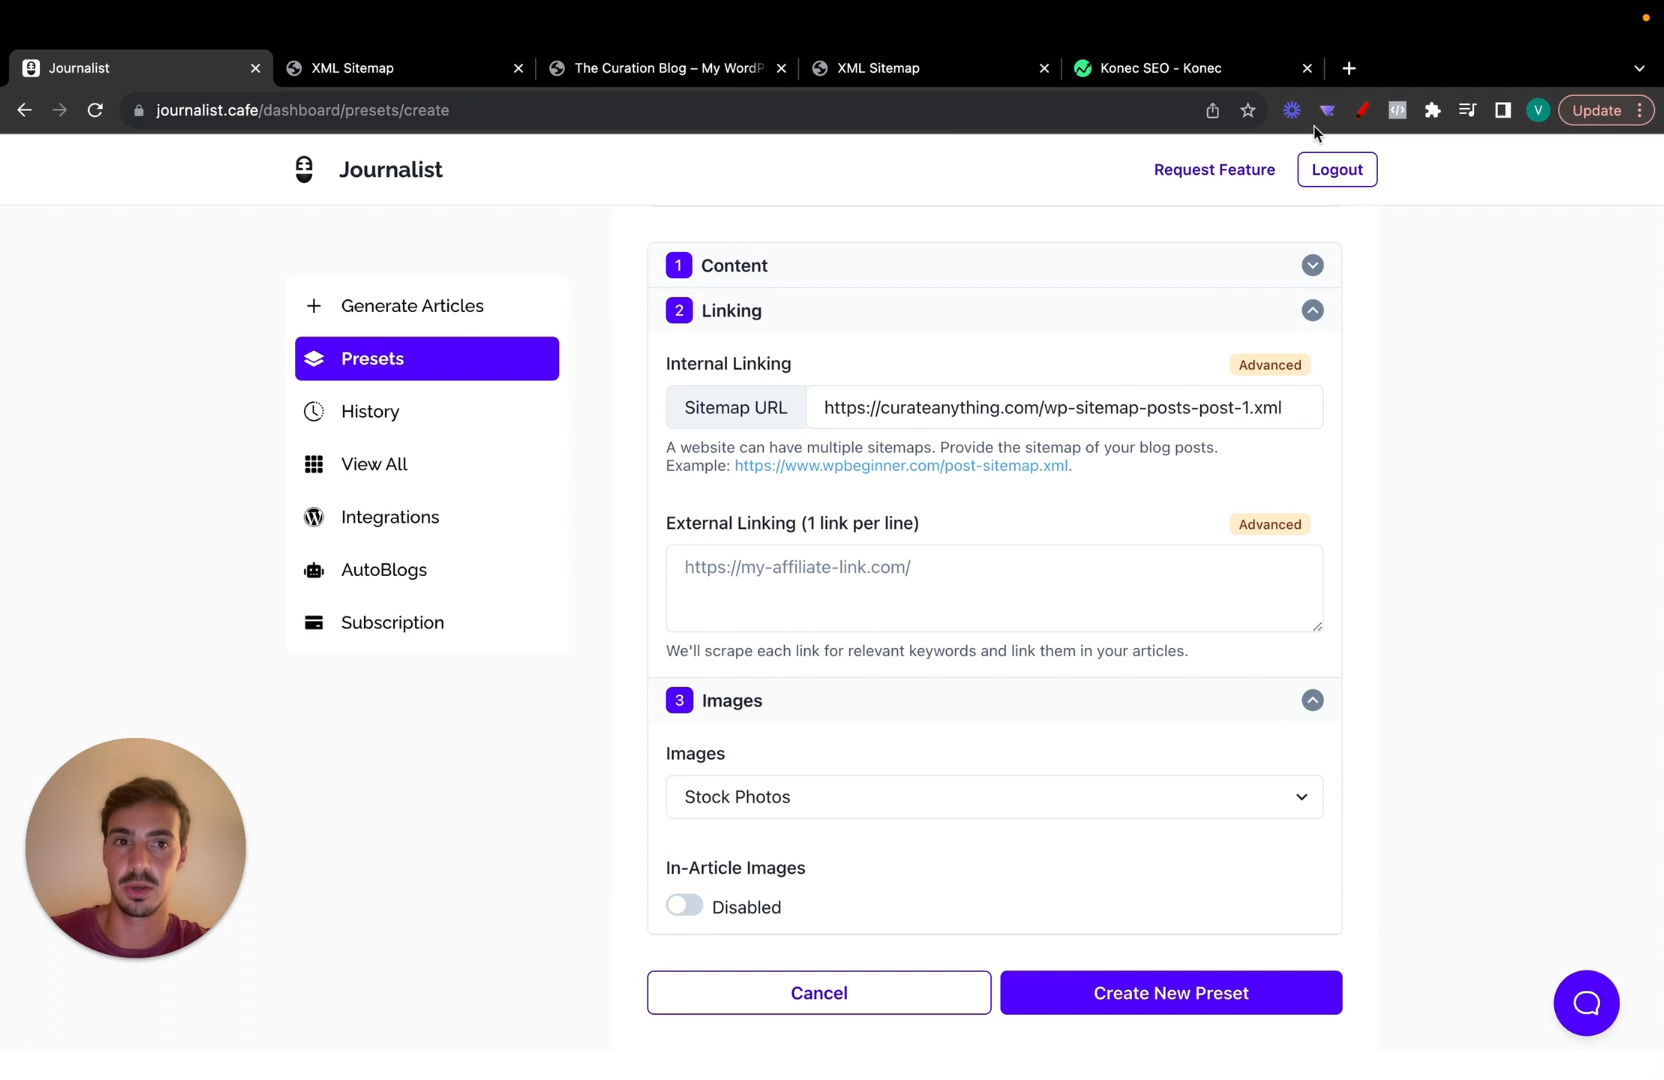 Journalist
XML Sitemap
The Curation Blog – My WordP
XML Sitemap
Konec SEO - Konec
journalist.cafe/dashboard/presets/create
V
Update
Journalist
Request Feature
Logout
Generate Articles
Presets
History
View All
Integrations
AutoBlogs
Subscription
1 Content
2 Linking
Internal Linking
Advanced
Sitemap URL
https://curateanything.com/wp-sitemap-posts-post-1.xml
A website can have multiple sitemaps. Provide the sitemap of your blog posts.
Example: https://www.wpbeginner.com/post-sitemap.xml.
External Linking (1 link per line)
Advanced
https://my-affiliate-link.com/
We'll scrape each link for relevant keywords and link them in your articles.
3 Images
Images
Stock Photos
In-Article Images
Disabled
Cancel
Create New Preset